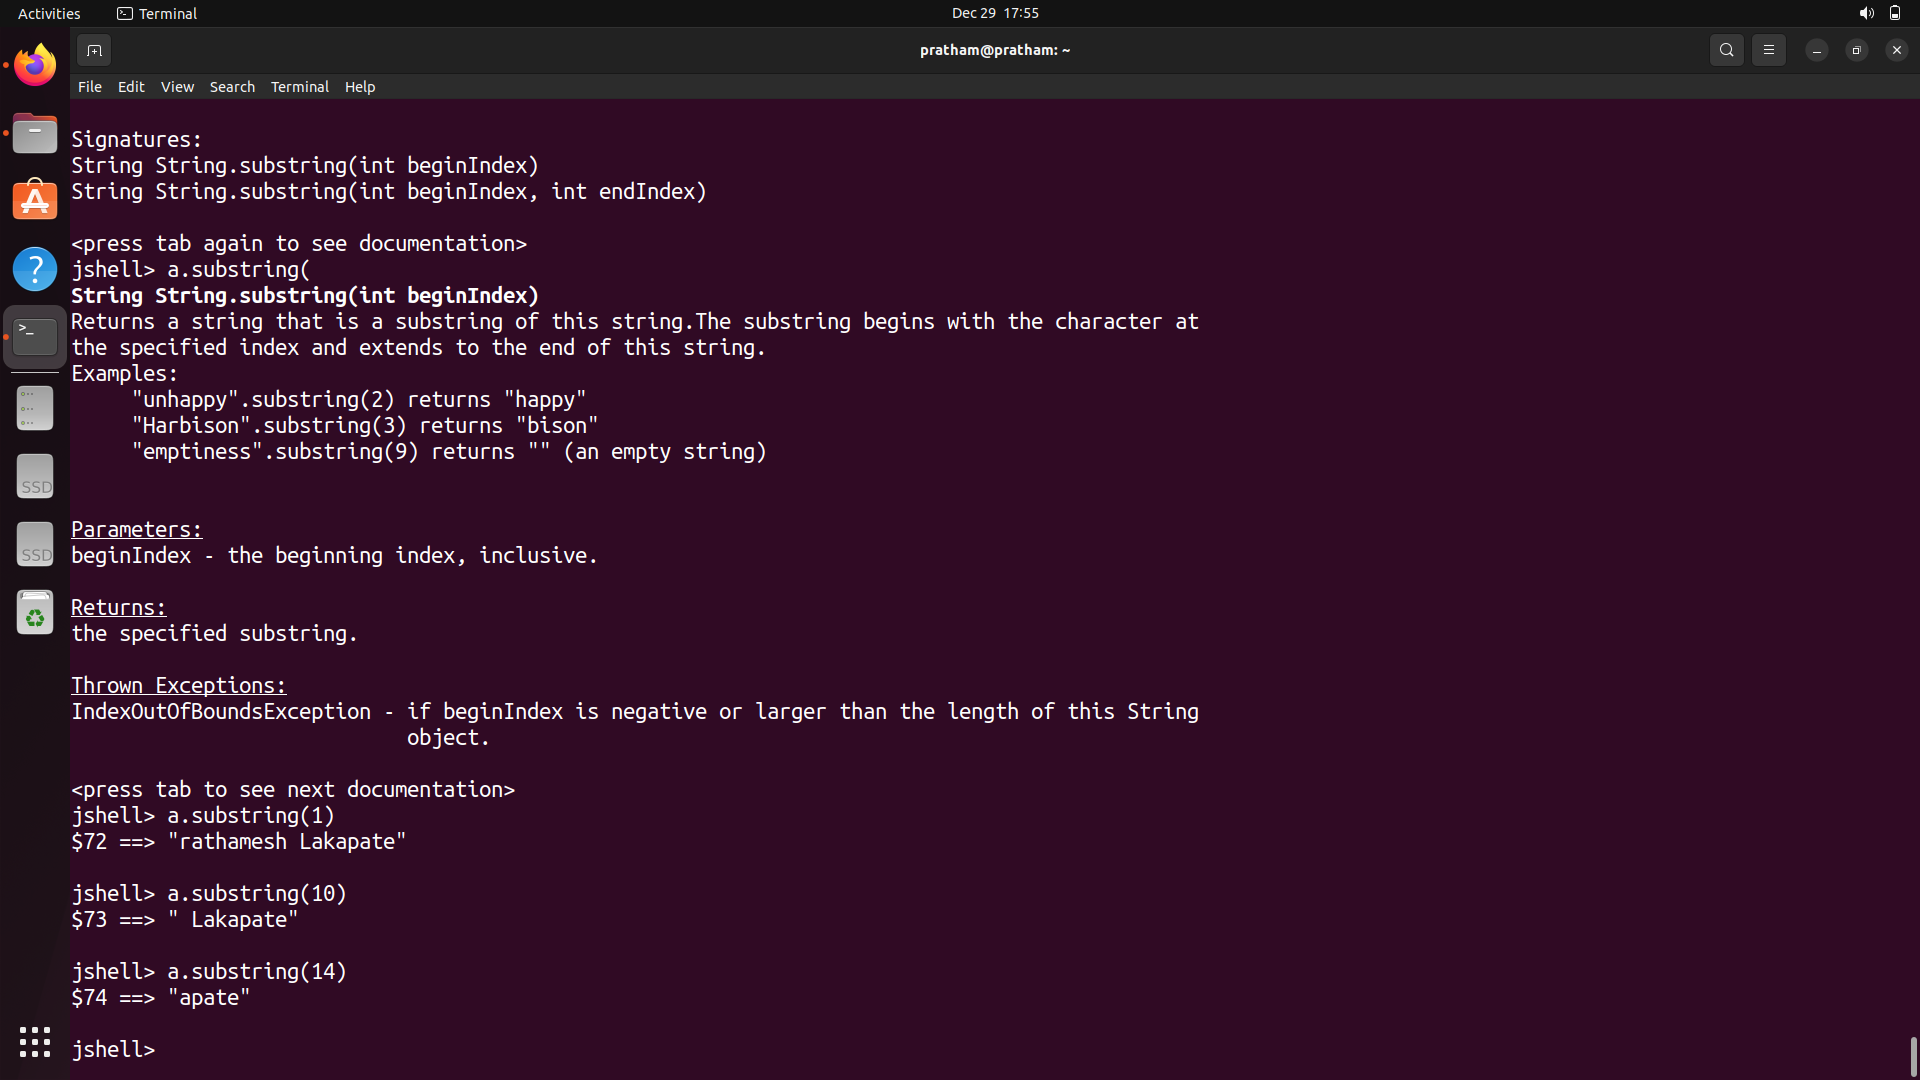 Activities
Terminal
Dec 29 17:55
pratham@pratham: ~
File Edit View Search Terminal Help
Signatures:
String String.substring(int beginIndex)
String String.substring(int beginIndex, int endIndex)
<press tab again to see documentation>
jshell> a.substring(
String String.substring(int beginIndex)
Returns a string that is a substring of this string.The substring begins with the character at
the specified index and extends to the end of this string.
Examples:
"unhappy".substring(2) returns "happy"
"Harbison".substring(3) returns "bison"
"emptiness".substring(9) returns "" (an empty string)
Parameters:
beginIndex - the beginning index, inclusive.
Returns:
the specified substring.
Thrown Exceptions:
IndexOutOfBoundsException - if beginIndex is negative or larger than the length of this String
object.
<press tab to see next documentation>
jshell> a.substring(1)
$72 ==> "rathamesh Lakapate"
jshell> a.substring(10)
$73 ==> " Lakapate"
jshell> a.substring(14)
$74 ==> "apate"
jshell>
SSD
SSD